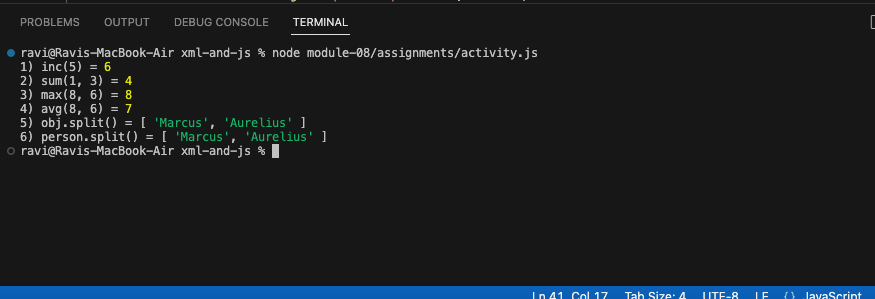 PROBLEMS OUTPUT DEBUG CONSOLE TERMINAL
ravi@Ravis-MacBook-Air xml-and-js % node module-08/assignments/activity.js
1) inc(5) = 6
2) sum(1, 3) = 4
3) max(8, 6) = 8
4) avg(8, 6) = 7
5) obj.split() = [ 'Marcus', 'Aurelius' ]
6) person.split() = [ 'Marcus', 'Aurelius' ]
ravi@Ravis-MacBook-Air xml-and-js %
Ln 41, Col 17 Tab Size: 4 UTF-8 LF {} JavaScript